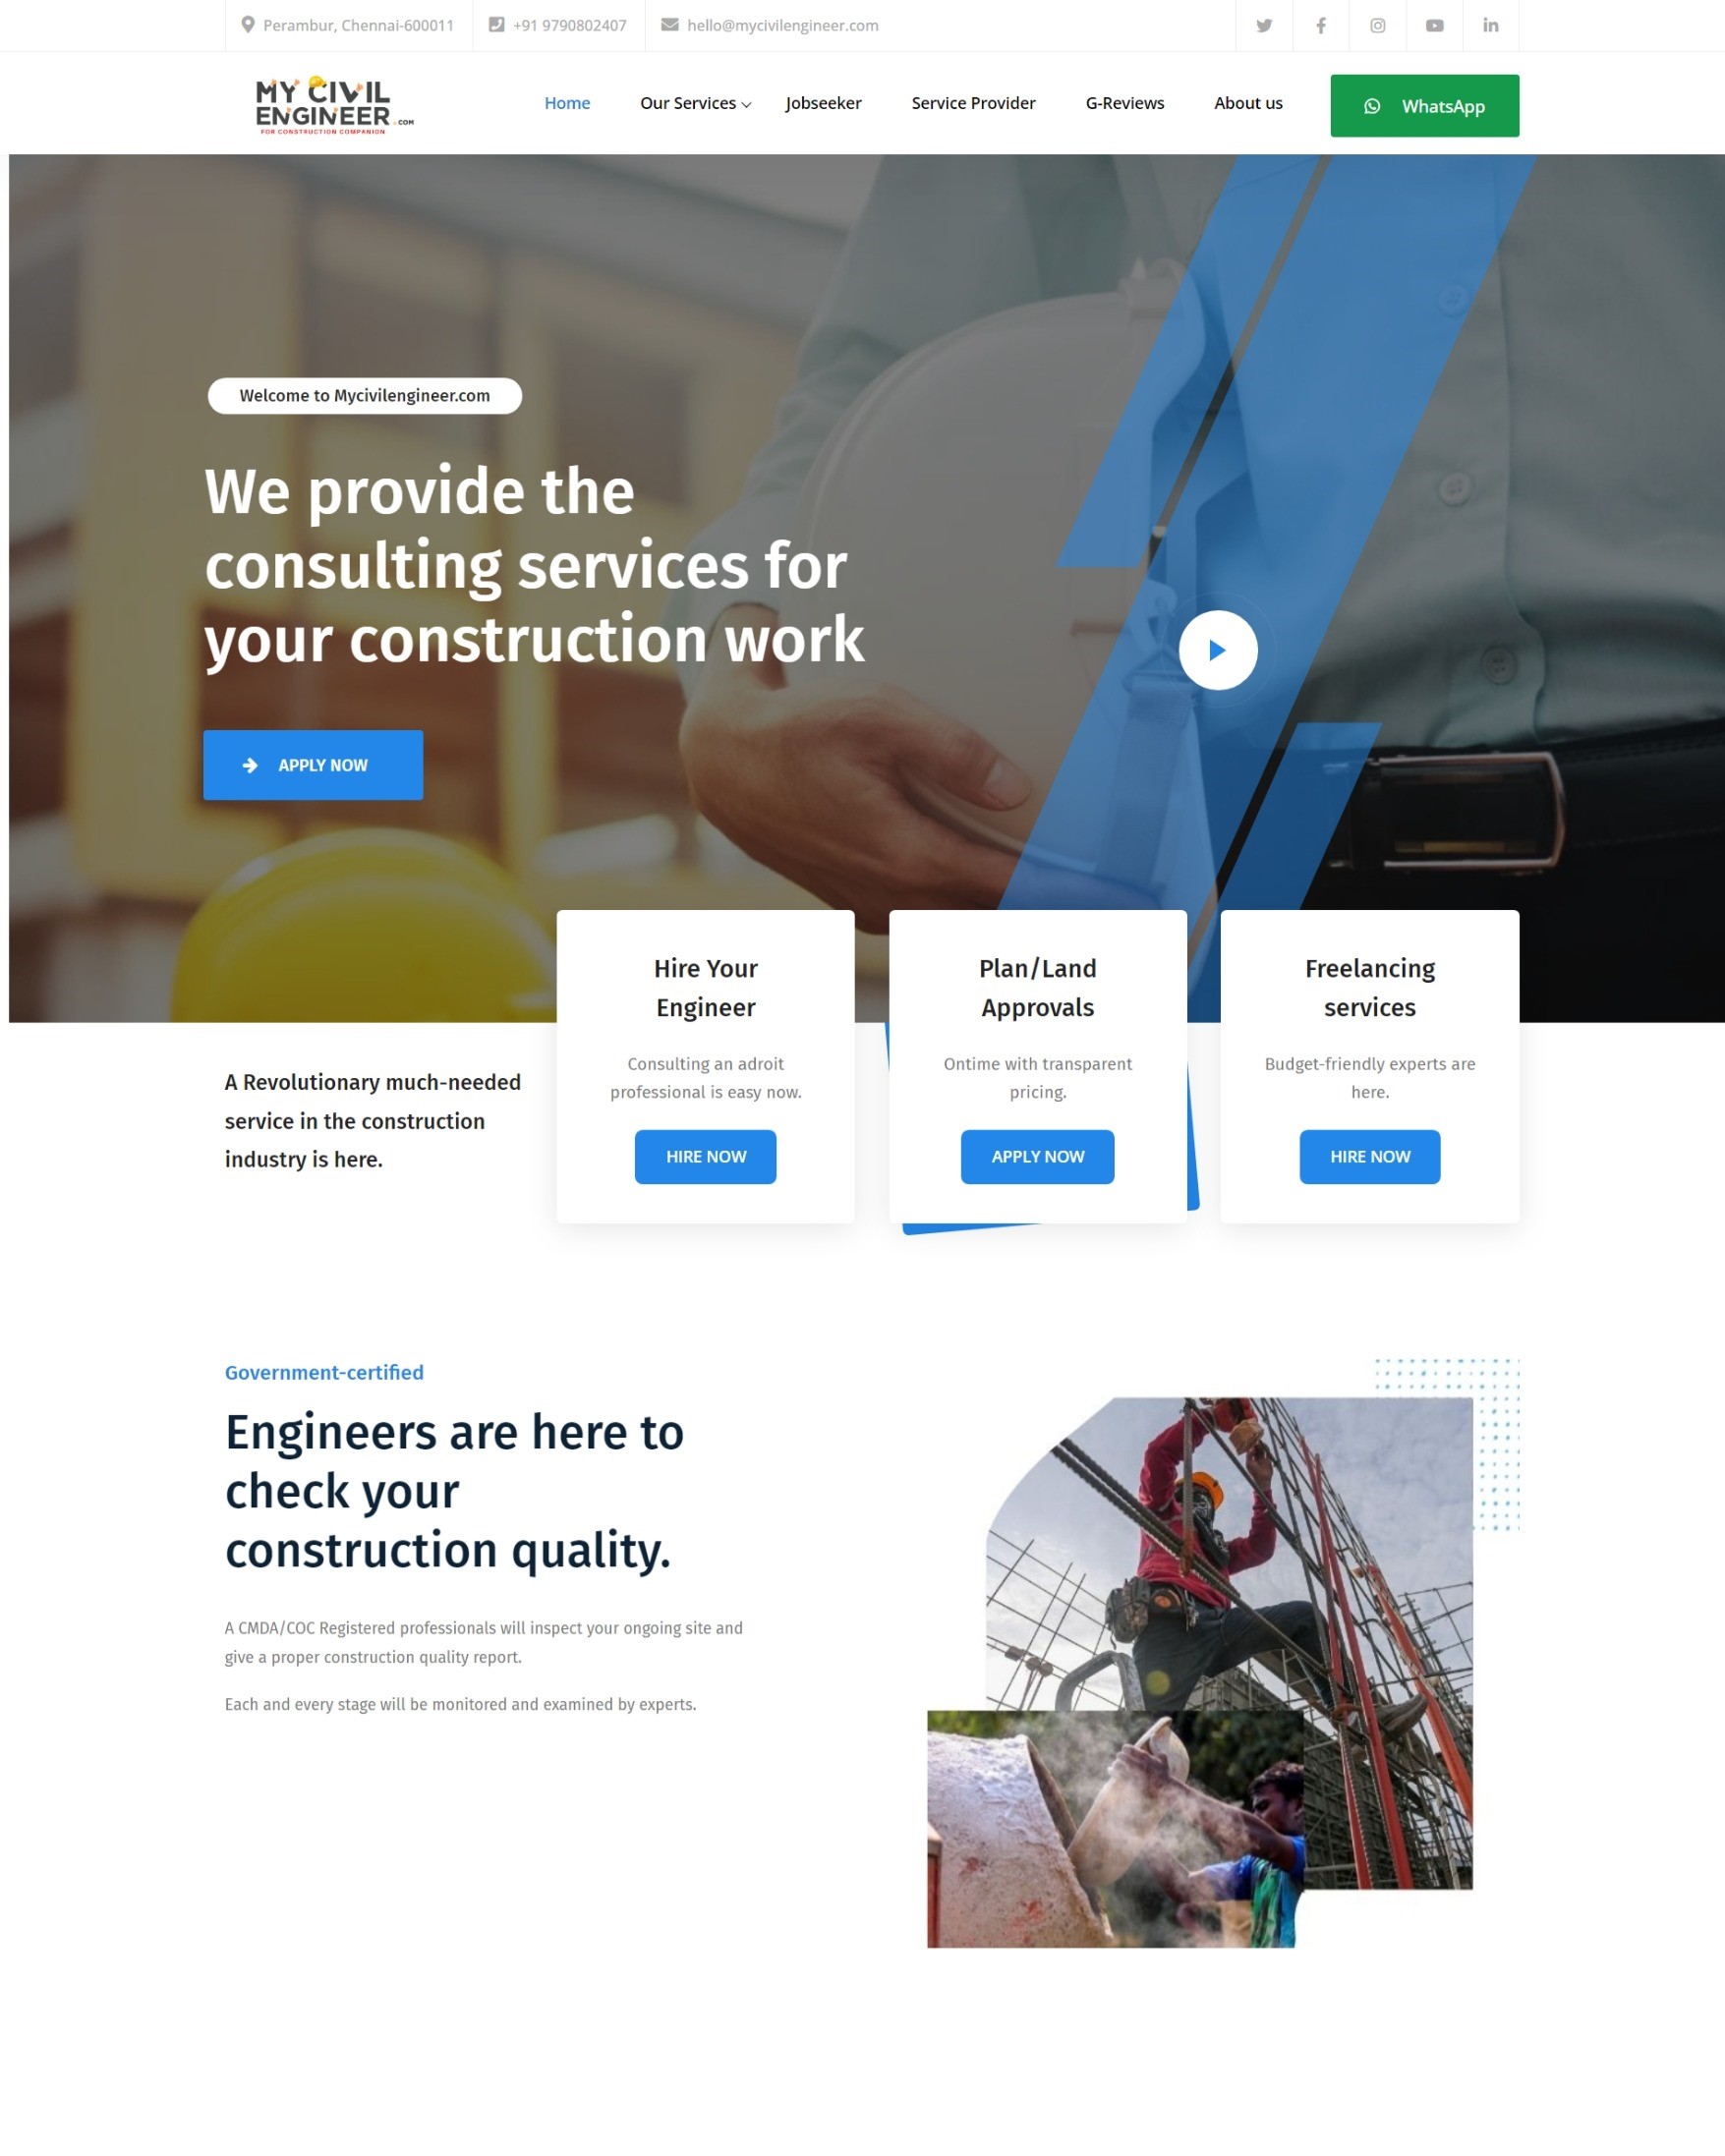 Perambur, Chennai-600011
+91 9790802407
hello@mycivilengineer.com
MY CIVIL
ENGINEER.COM
FOR CONSTRUCTION COMPANION
Home
Our Services
Jobseeker
Service Provider
G-Reviews
About us
WhatsApp
Welcome to Mycivilengineer.com
We provide the
consulting services for
your construction work
APPLY NOW
A Revolutionary much-needed
service in the construction
industry is here.
Hire Your
Engineer
Consulting an adroit
professional is easy now.
HIRE NOW
Plan/Land
Approvals
Ontime with transparent
pricing.
APPLY NOW
Freelancing
services
Budget-friendly experts are
here.
HIRE NOW
Government-certified
Engineers are here to
check your
construction quality.
A CMDA/COC Registered professionals will inspect your ongoing site and
give a proper construction quality report.
Each and every stage will be monitored and examined by experts.